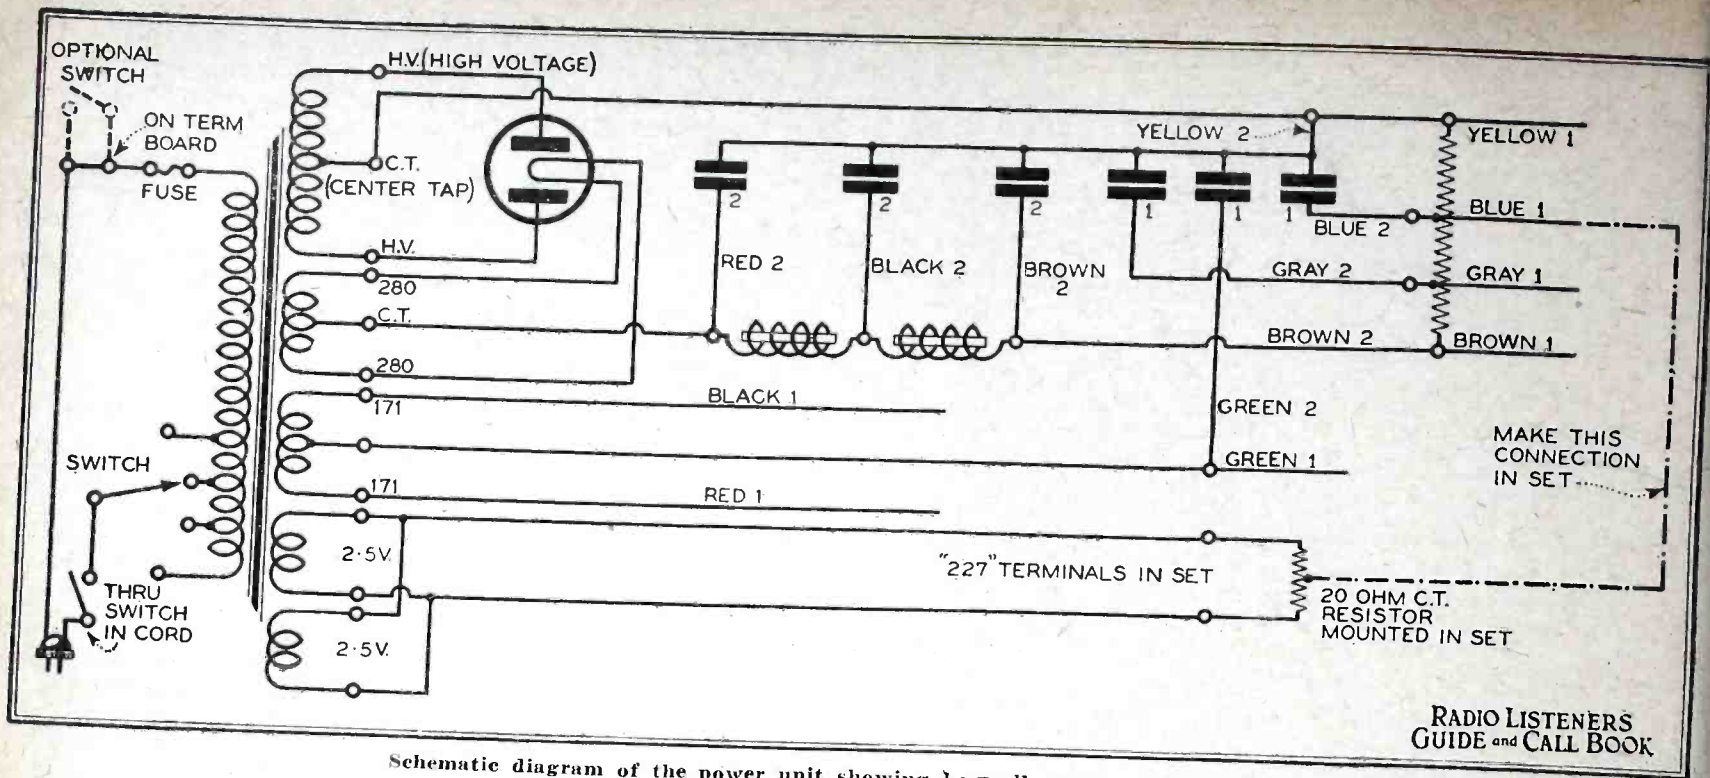 OPTIONAL
SWITCH
ON TERM
BOARD
FUSE
H.V.(HIGH VOLTAGE)
C.T.
(CENTER TAP)
H.V.
280
C.T.
280
171
171
2·5V.
2·5V.
SWITCH
THRU
SWITCH
IN CORD
2
2
2
1
1
1
RED 2
BLACK 2
BROWN
2
YELLOW 2
YELLOW 1
BLUE 2
BLUE 1
GRAY 2
GRAY 1
BROWN 2
BROWN 1
BLACK 1
GREEN 2
GREEN 1
RED 1
MAKE THIS
CONNECTION
IN SET
"227" TERMINALS IN SET
20 OHM C.T.
RESISTOR
MOUNTED IN SET
RADIO LISTENERS
GUIDE and CALL BOOK
Schematic diagram of the power unit showing